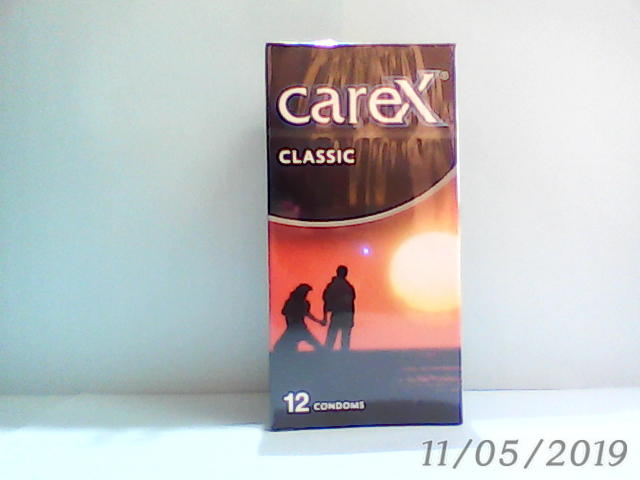 careX®
CLASSIC
12 CONDOMS
11/05/2019